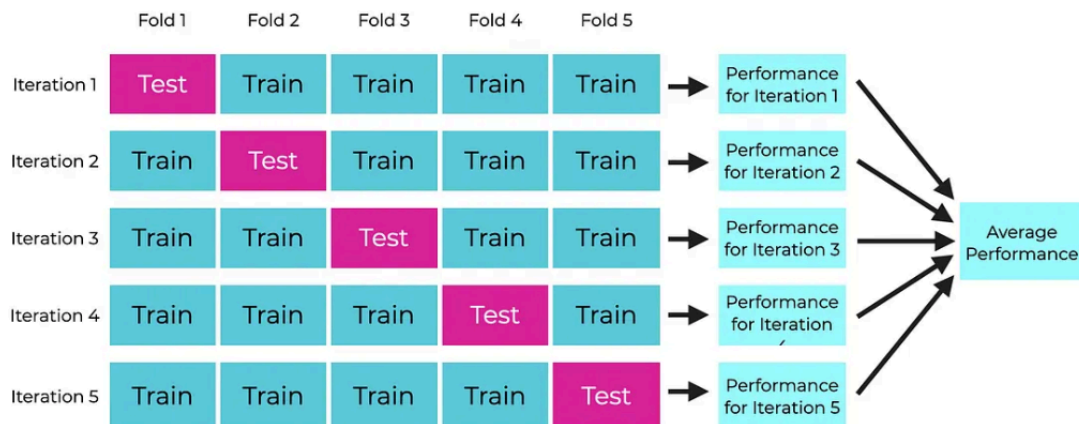 Fold 1 Fold 2 Fold 3 Fold 4 Fold 5
Iteration 1 Test Train Train Train Train
Performance
for Iteration 1
Iteration 2 Train Test Train Train Train
Performance
for Iteration 2
Iteration 3 Train Train Test Train Train
Performance
for Iteration 3
Average
Performance
Iteration 4 Train Train Train Test Train
Performance
for Iteration
Iteration 5 Train Train Train Train Test
Performance
for Iteration 5